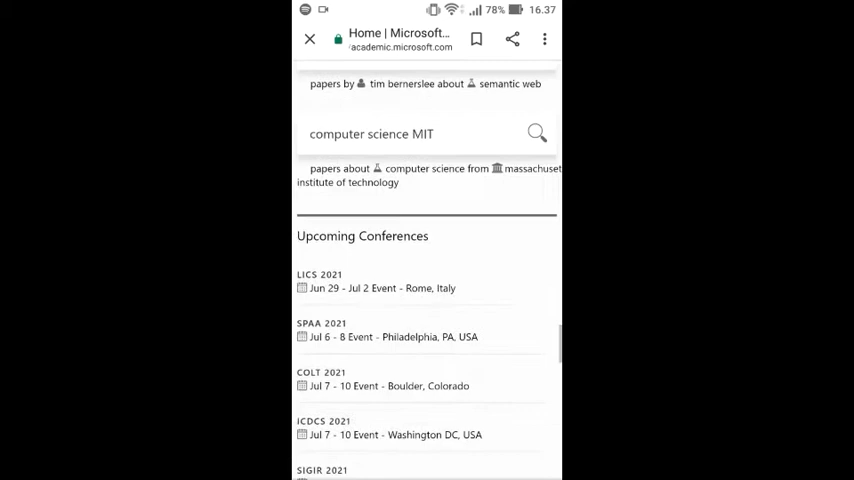 78% 16.37
Home | Microsoft...
/academic.microsoft.com
papers by tim bernerslee about semantic web
computer science MIT
papers about computer science from massachuset
institute of technology
Upcoming Conferences
LICS 2021
Jun 29 - Jul 2 Event - Rome, Italy
SPAA 2021
Jul 6 - 8 Event - Philadelphia, PA, USA
COLT 2021
Jul 7 - 10 Event - Boulder, Colorado
ICDCS 2021
Jul 7 - 10 Event - Washington DC, USA
SIGIR 2021